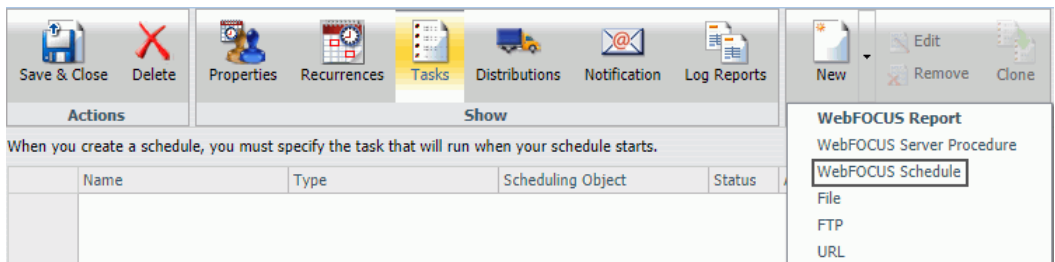 Save & Close Delete Properties Recurrences Tasks Distributions Notification Log Reports New Edit Remove Clone
Actions Show
WebFOCUS Report
When you create a schedule, you must specify the task that will run when your schedule starts.
WebFOCUS Server Procedure
Name Type Scheduling Object Status
WebFOCUS Schedule
File
FTP
URL